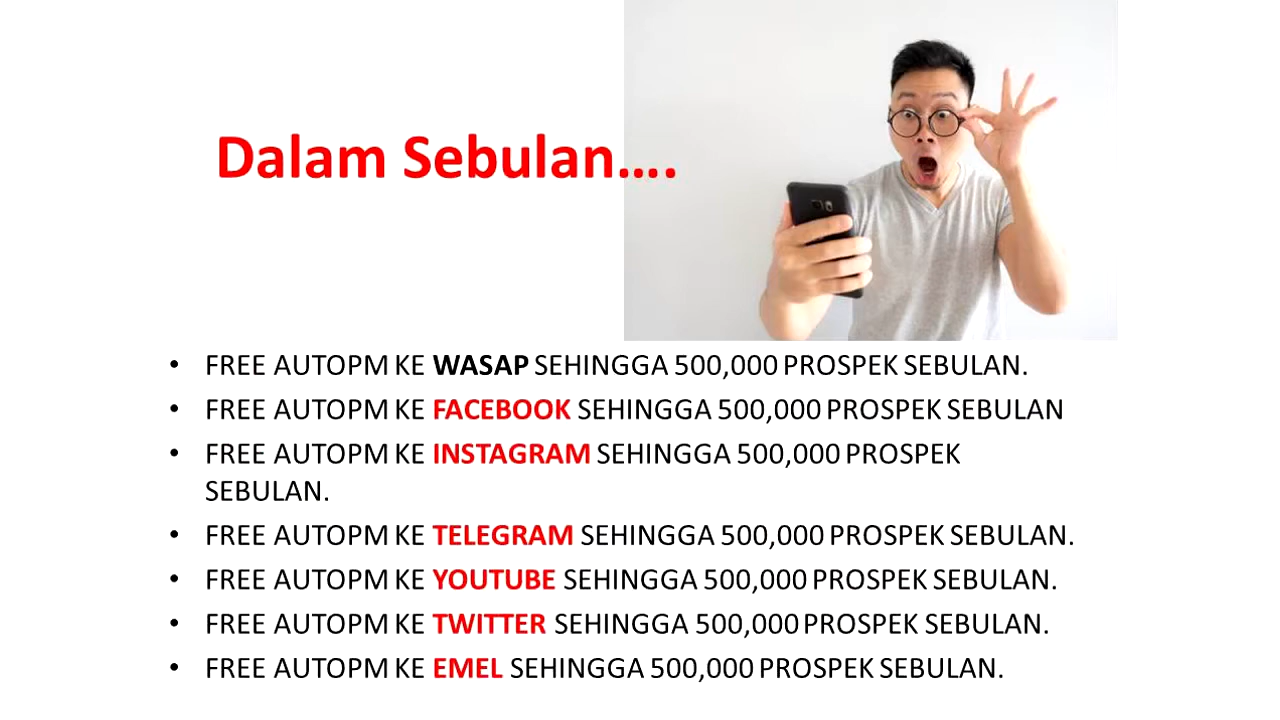 Dalam Sebulan....
• FREE AUTOPM KE WASAP SEHINGGA 500,000 PROSPEK SEBULAN.
• FREE AUTOPM KE FACEBOOK SEHINGGA 500,000 PROSPEK SEBULAN
• FREE AUTOPM KE INSTAGRAM SEHINGGA 500,000 PROSPEK
SEBULAN.
• FREE AUTOPM KE TELEGRAM SEHINGGA 500,000 PROSPEK SEBULAN.
• FREE AUTOPM KE YOUTUBE SEHINGGA 500,000 PROSPEK SEBULAN.
• FREE AUTOPM KE TWITTER SEHINGGA 500,000 PROSPEK SEBULAN.
• FREE AUTOPM KE EMEL SEHINGGA 500,000 PROSPEK SEBULAN.